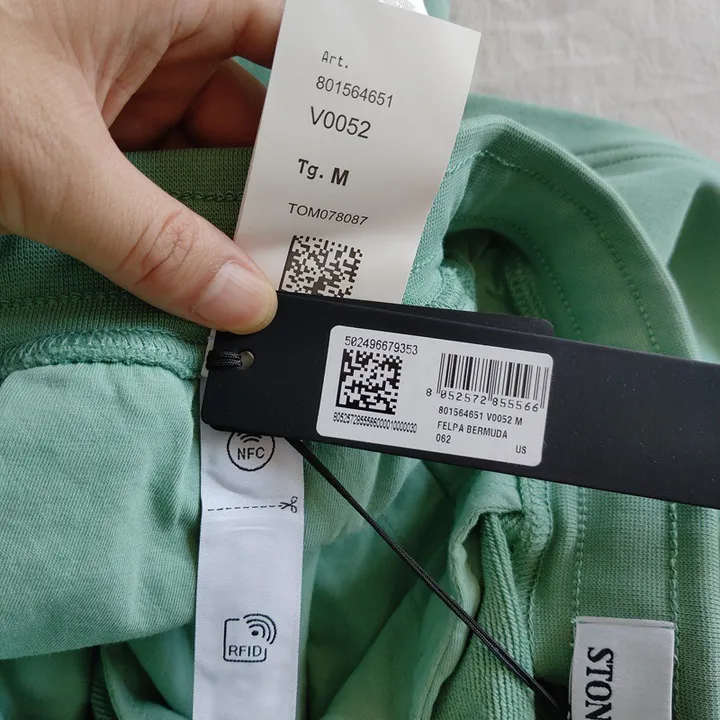 Art.
801564651
V0052
Tg. M
TOM078087
502496679353
8 052572 855566
801564651 V0052 M
FELPA BERMUDA
062
US
NFC
RFID
STON